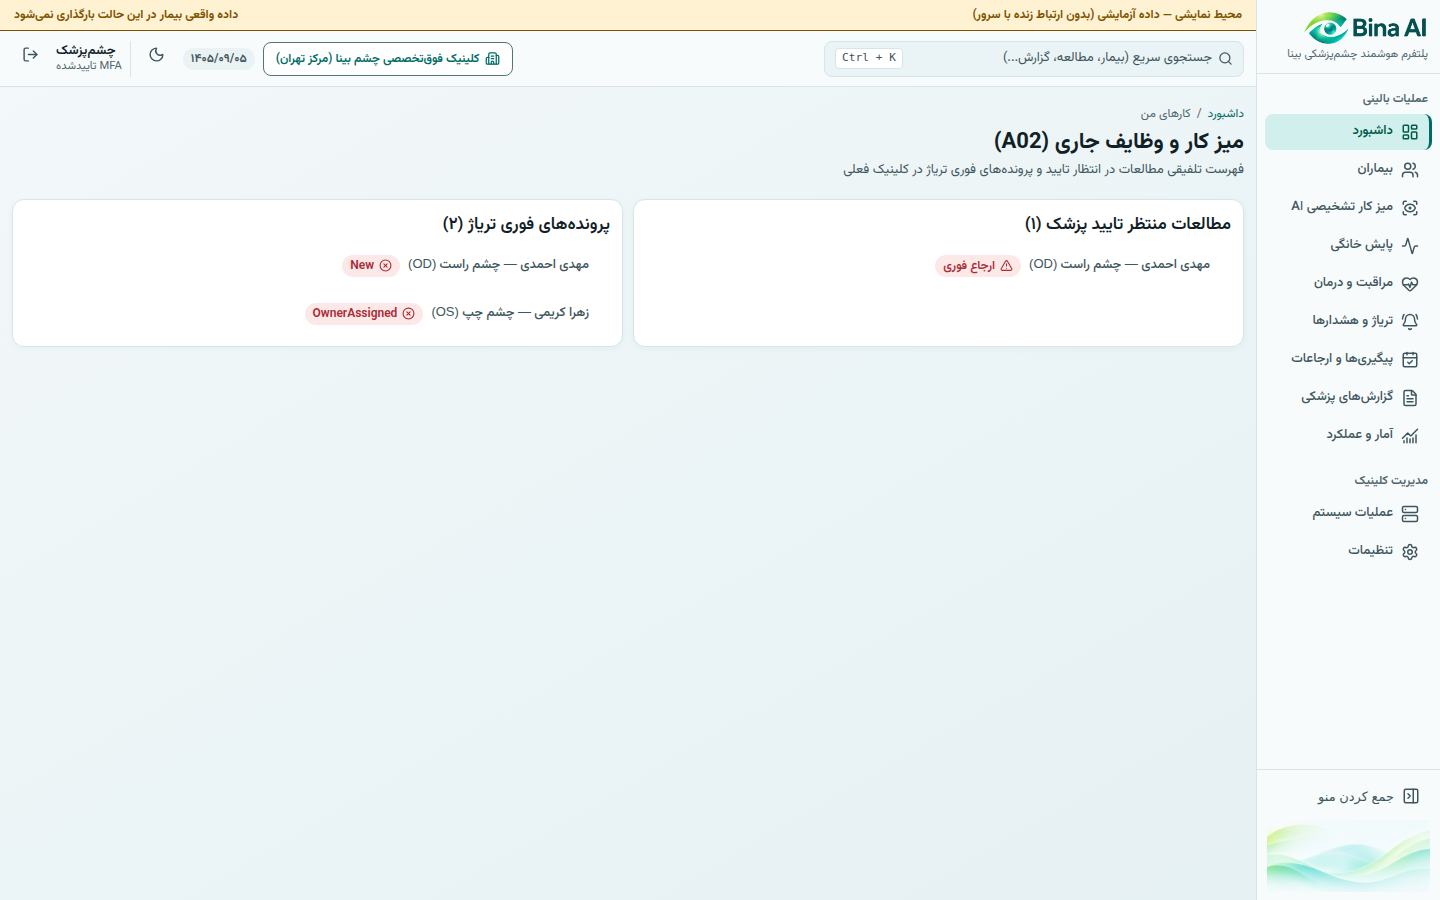 محیط نمایشی — داده آزمایشی (بدون ارتباط زنده با سرور)
داده واقعی بیمار در این حالت بارگذاری نمی‌شود
Bina AI
پلتفرم هوشمند چشم‌پزشکی بینا
عملیات بالینی
داشبورد
بیماران
میز کار تشخیصی AI
پایش خانگی
مراقبت و درمان
تریاژ و هشدارها
پیگیری‌ها و ارجاعات
گزارش‌های پزشکی
آمار و عملکرد
مدیریت کلینیک
عملیات سیستم
تنظیمات
جمع کردن منو
جستجوی سریع (بیمار، مطالعه، گزارش...)
Ctrl + K
کلینیک فوق‌تخصصی چشم بینا (مرکز تهران)
۱۴۰۵/۰۹/۰۵
چشم‌پزشک
MFA تاییدشده
داشبورد / کارهای من
میز کار و وظایف جاری (A02)
فهرست تلفیقی مطالعات در انتظار تایید و پرونده‌های فوری تریاژ در کلینیک فعلی
مطالعات منتظر تایید پزشک (۱)
مهدی احمدی — چشم راست (OD) ارجاع فوری
پرونده‌های فوری تریاژ (۲)
مهدی احمدی — چشم راست (OD) New
زهرا کریمی — چشم چپ (OS) OwnerAssigned